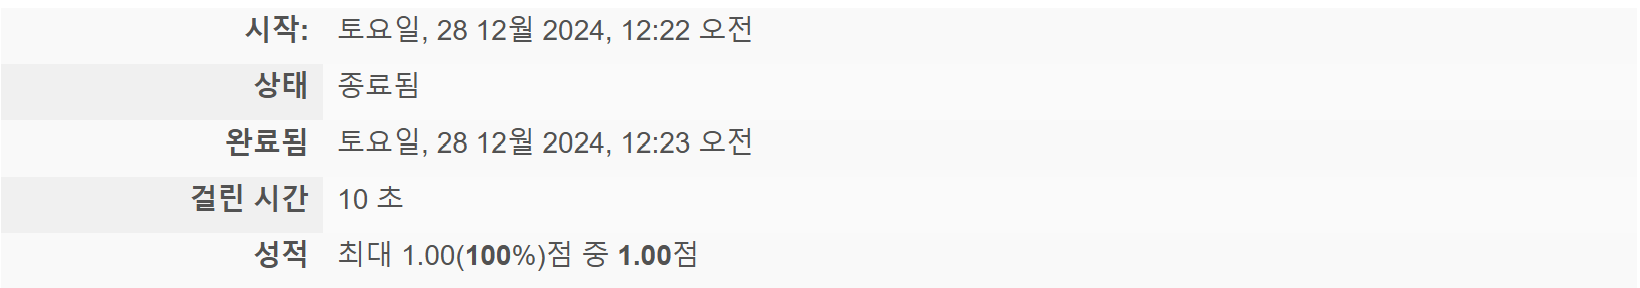 시작: 토요일, 28 12월 2024, 12:22 오전
상태 종료됨
완료됨 토요일, 28 12월 2024, 12:23 오전
걸린 시간 10 초
성적 최대 1.00(100%)점 중 1.00점